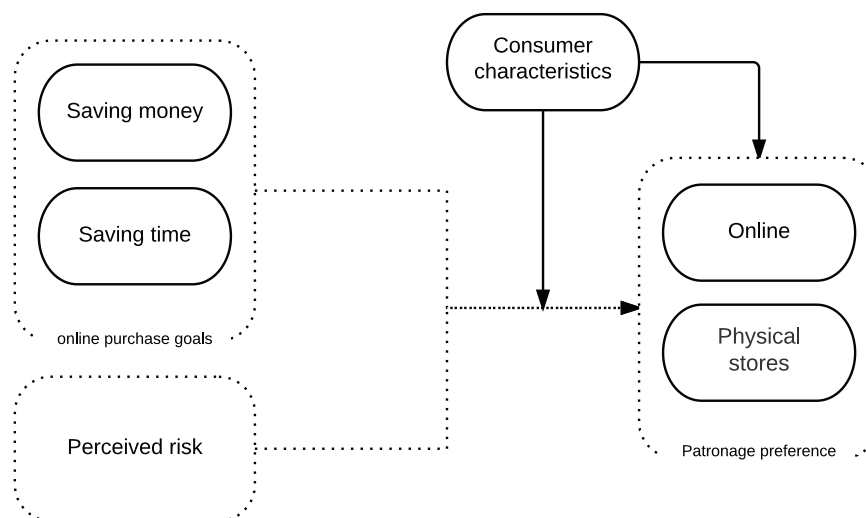 Consumer
characteristics
Saving money
Saving time
online purchase goals
Perceived risk
Online
Physical
stores
Patronage preference